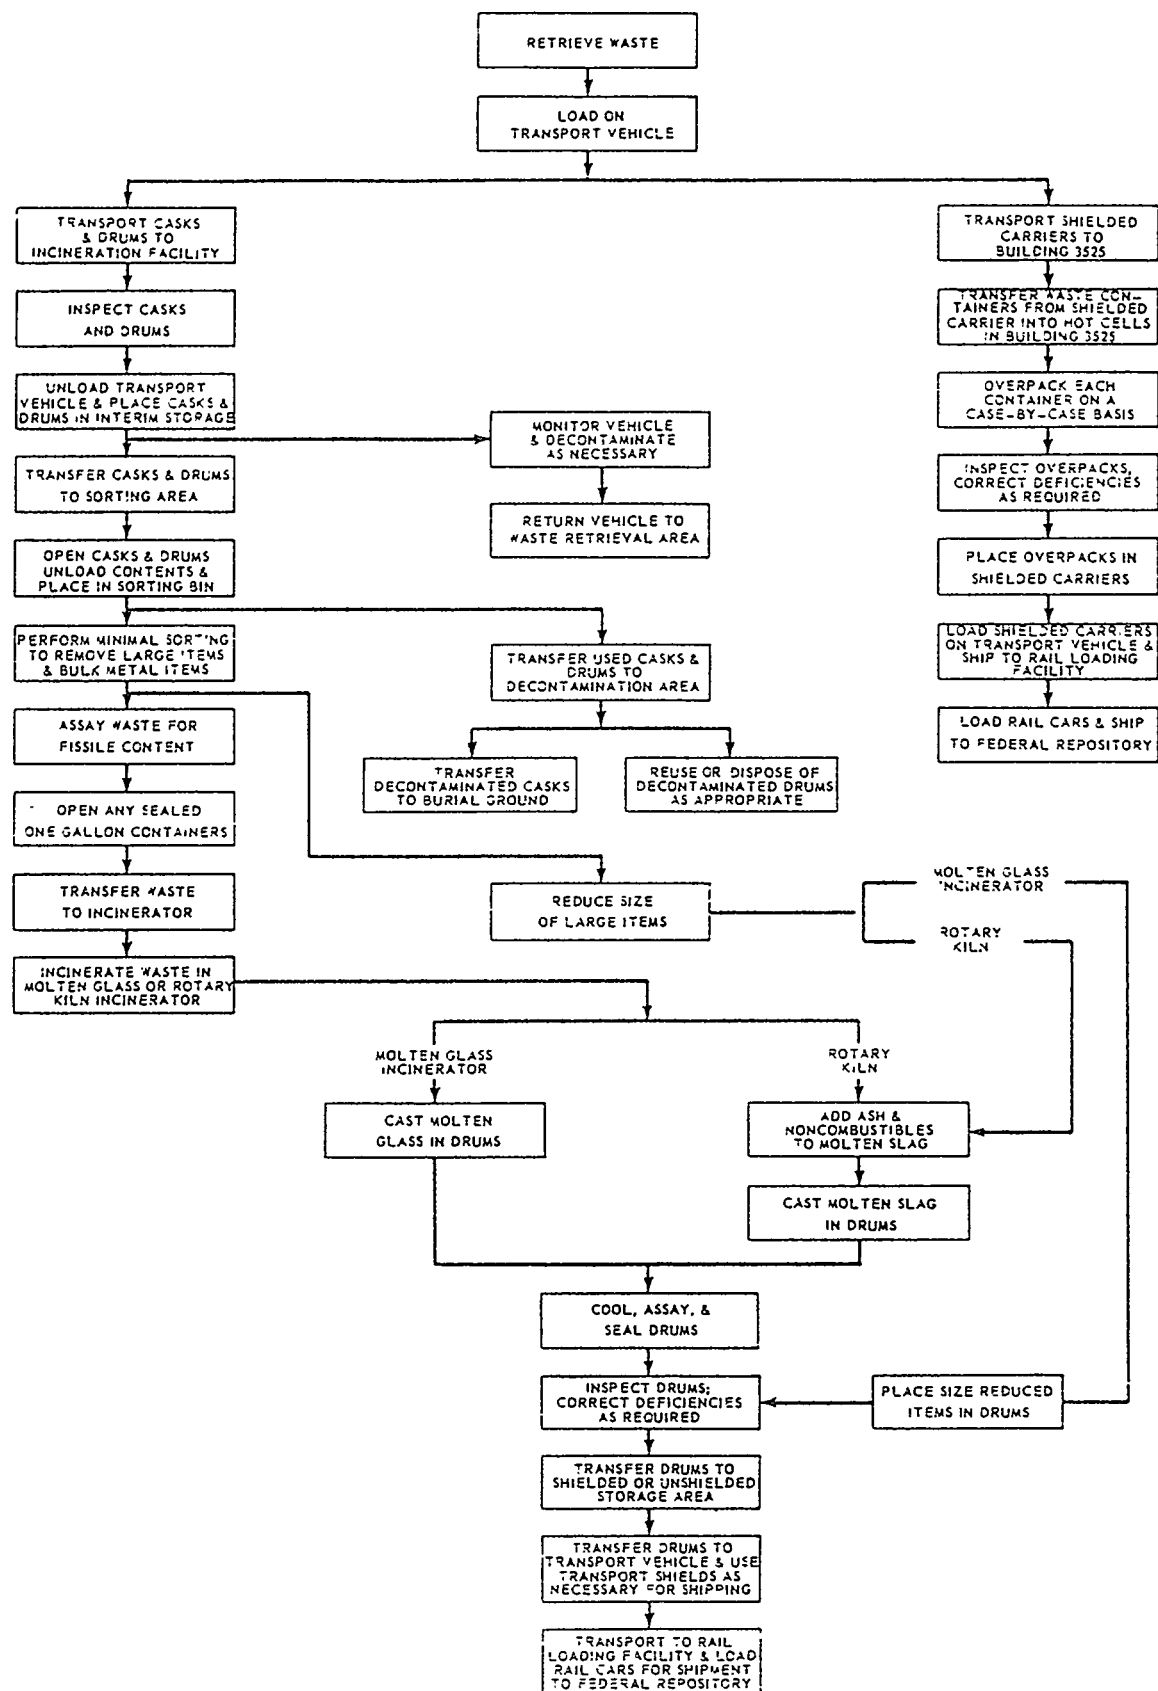 RETRIEVE WASTE
LOAD ON
TRANSPORT VEHICLE
TRANSPORT CASKS
& DRUMS TO
INCINERATION FACILITY
INSPECT CASKS
AND DRUMS
UNLOAD TRANSPORT
VEHICLE & PLACE CASKS &
DRUMS IN INTERIM STORAGE
TRANSFER CASKS & DRUMS
TO SORTING AREA
OPEN CASKS & DRUMS
UNLOAD CONTENTS &
PLACE IN SORTING BIN
PERFORM MINIMAL SORTING
TO REMOVE LARGE ITEMS
& BULK METAL ITEMS
ASSAY WASTE FOR
FISSILE CONTENT
OPEN ANY SEALED
ONE GALLON CONTAINERS
TRANSFER WASTE
TO INCINERATOR
INCINERATE WASTE IN
MOLTEN GLASS OR ROTARY
KILN INCINERATOR
MONITOR VEHICLE
& DECONTAMINATE
AS NECESSARY
RETURN VEHICLE TO
WASTE RETRIEVAL AREA
TRANSFER USED CASKS &
DRUMS TO
DECONTAMINATION AREA
TRANSFER
DECONTAMINATED CASKS
TO BURIAL GROUND
REUSE OR DISPOSE OF
DECONTAMINATED DRUMS
AS APPROPRIATE
REDUCE SIZE
OF LARGE ITEMS
TRANSPORT SHIELDED
CARRIERS TO
BUILDING 3525
TRANSFER WASTE CON-
TAINERS FROM SHIELDED
CARRIER INTO HOT CELLS
IN BUILDING 3525
OVERPACK EACH
CONTAINER ON A
CASE-BY-CASE BASIS
INSPECT OVERPACKS,
CORRECT DEFICIENCIES
AS REQUIRED
PLACE OVERPACKS IN
SHIELDED CARRIERS
LOAD SHIELDED CARRIERS
ON TRANSPORT VEHICLE &
SHIP TO RAIL LOADING
FACILITY
LOAD RAIL CARS & SHIP
TO FEDERAL REPOSITORY
MOLTEN GLASS
INCINERATOR
ROTARY
KILN
MOLTEN GLASS
INCINERATOR
ROTARY
KILN
CAST MOLTEN
GLASS IN DRUMS
ADD ASH &
NONCOMBUSTIBLES
TO MOLTEN SLAG
CAST MOLTEN SLAG
IN DRUMS
COOL, ASSAY, &
SEAL DRUMS
INSPECT DRUMS;
CORRECT DEFICIENCIES
AS REQUIRED
PLACE SIZE REDUCED
ITEMS IN DRUMS
TRANSFER DRUMS TO
SHIELDED OR UNSHIELDED
STORAGE AREA
TRANSFER DRUMS TO
TRANSPORT VEHICLE & USE
TRANSPORT SHIELDS AS
NECESSARY FOR SHIPPING
TRANSPORT TO RAIL
LOADING FACILITY & LOAD
RAIL CARS FOR SHIPMENT
TO FEDERAL REPOSITORY